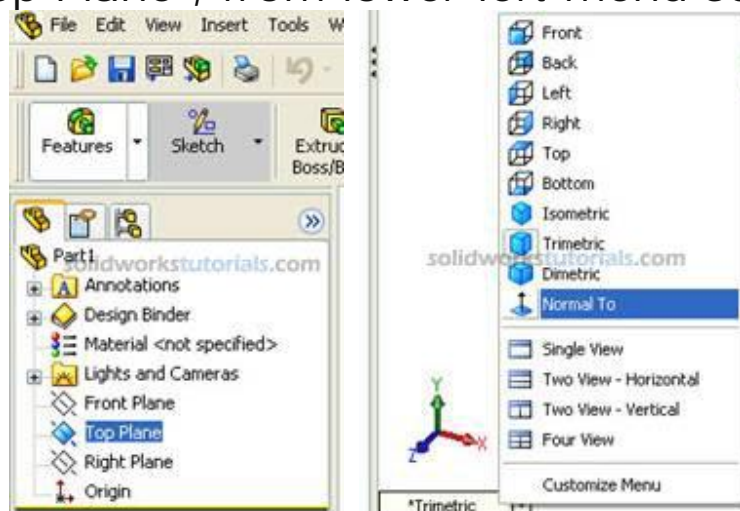 File Edit View Insert Tools
Features Sketch
Part1
solidworkstutorials.com
Annotations
Design Binder
Material <not specified>
Lights and Cameras
Front Plane
Top Plane
Right Plane
Origin
Front
Back
Left
Right
Top
Bottom
Isometric
Trimetric
solidworkstutorials.com
Dimetric
Normal To
Single View
Two View - Horizontal
Two View - Vertical
Four View
Customize Menu
Y
X
Z
*Trimetric